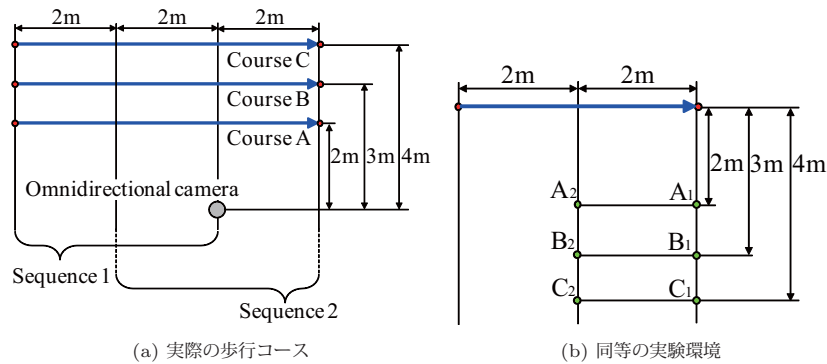 2m 2m 2m
Course C
Course B
Course A
2m 3m 4m
Omnidirectional camera
Sequence 1
Sequence 2
(a) 実際の歩行コース
2m 2m
2m 3m 4m
A2 A1
B2 B1
C2 C1
(b) 同等の実験環境